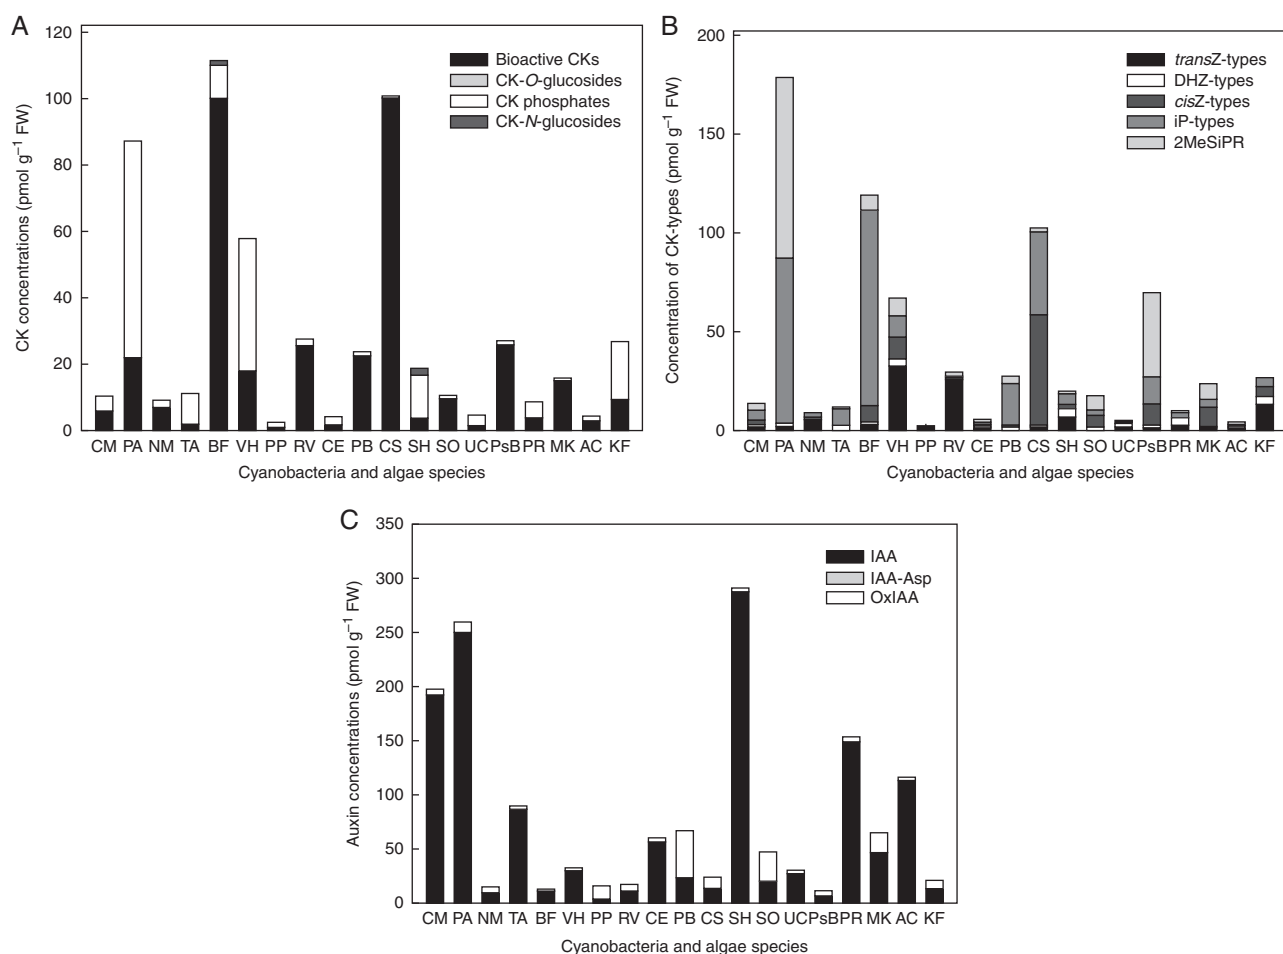 A
CK concentrations (pmol g⁻¹ FW)
120
100
80
60
40
20
0
Bioactive CKs
CK-O-glucosides
CK phosphates
CK-N-glucosides
CM PA NM TA BF VH PP RV CE PB CS SH SO UC PsB PR MK AC KF
Cyanobacteria and algae species
B
Concentration of CK-types (pmol g⁻¹ FW)
200
150
100
50
0
transZ-types
DHZ-types
cisZ-types
iP-types
2MeSiPR
CM PA NM TA BF VH PP RV CE PB CS SH SO UC PsB PR MK AC KF
Cyanobacteria and algae species
C
Auxin concentrations (pmol g⁻¹ FW)
350
300
250
200
150
100
50
0
IAA
IAA-Asp
OxIAA
CM PA NM TA BF VH PP RV CE PB CS SH SO UC PsB PR MK AC KF
Cyanobacteria and algae species